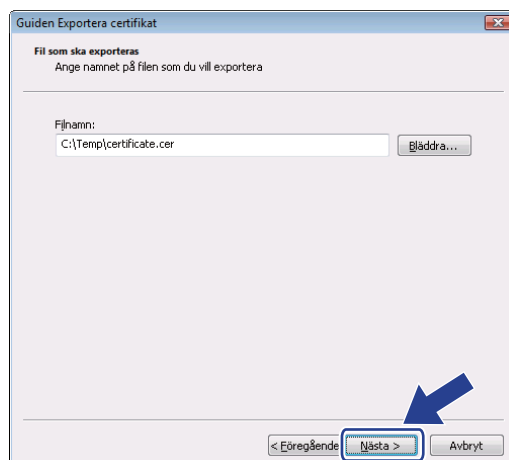 Guiden Exportera certifikat
Fil som ska exporteras
Ange namnet på filen som du vill exportera
Filnamn:
C:\Temp\certificate.cer
Bläddra...
< Föregående
Nästa >
Avbryt